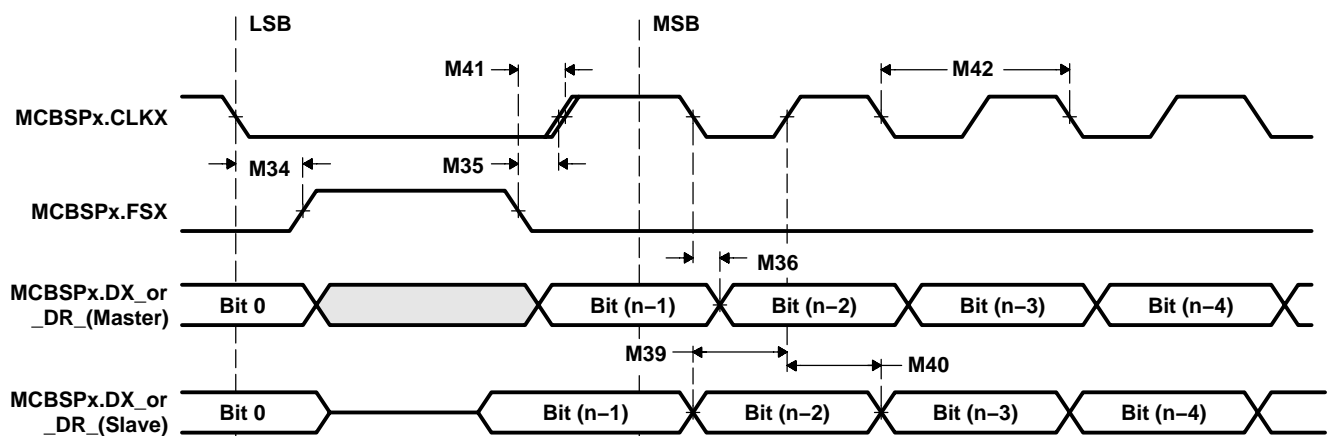 LSB
MSB
M41
M42
MCBSPx.CLKX
M34
M35
MCBSPx.FSX
M36
MCBSPx.DX_or
_DR_(Master)
Bit 0
Bit (n−1)
Bit (n−2)
Bit (n−3)
Bit (n−4)
M39
M40
MCBSPx.DX_or
_DR_(Slave)
Bit 0
Bit (n−1)
Bit (n−2)
Bit (n−3)
Bit (n−4)